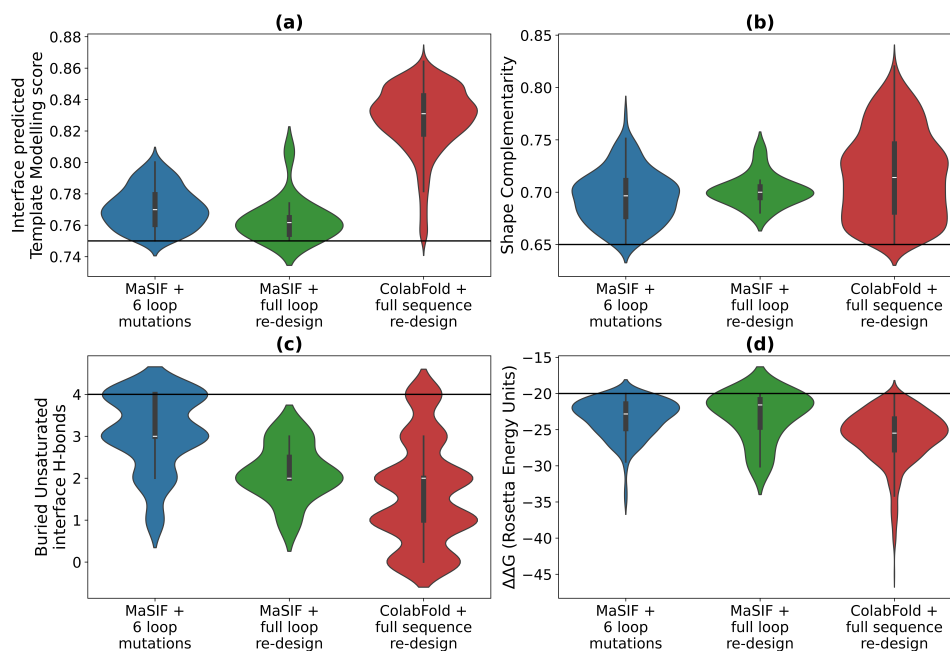 (a)
Interface predicted
Template Modelling score
0.88
0.86
0.84
0.82
0.80
0.78
0.76
0.74
MaSIF +
6 loop
mutations
MaSIF +
full loop
re-design
ColabFold +
full sequence
re-design
(b)
Shape Complementarity
0.85
0.80
0.75
0.70
0.65
MaSIF +
6 loop
mutations
MaSIF +
full loop
re-design
ColabFold +
full sequence
re-design
(c)
Buried Unsaturated
interface H-bonds
4
3
2
1
0
MaSIF +
6 loop
mutations
MaSIF +
full loop
re-design
ColabFold +
full sequence
re-design
(d)
ΔΔG (Rosetta Energy Units)
−15
−20
−25
−30
−35
−40
−45
MaSIF +
6 loop
mutations
MaSIF +
full loop
re-design
ColabFold +
full sequence
re-design